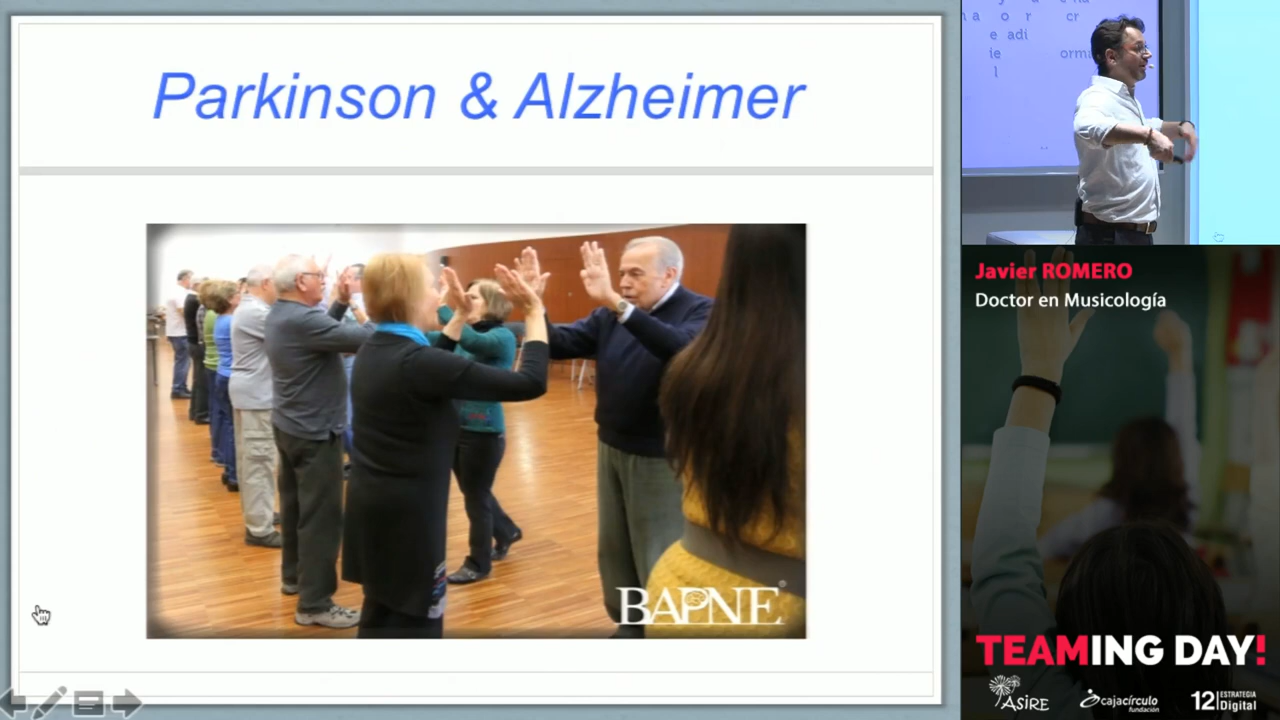 Parkinson & Alzheimer
BAPNE
Javier ROMERO
Doctor en Musicología
TEAMING DAY!
ASIRE
cajacírculo
fundación
12 ESTRATEGIA
Digital